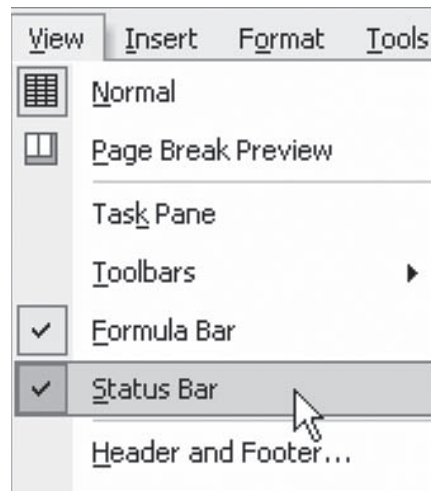 View Insert Format Tools
Normal
Page Break Preview
Task Pane
Toolbars
Formula Bar
Status Bar
Header and Footer...